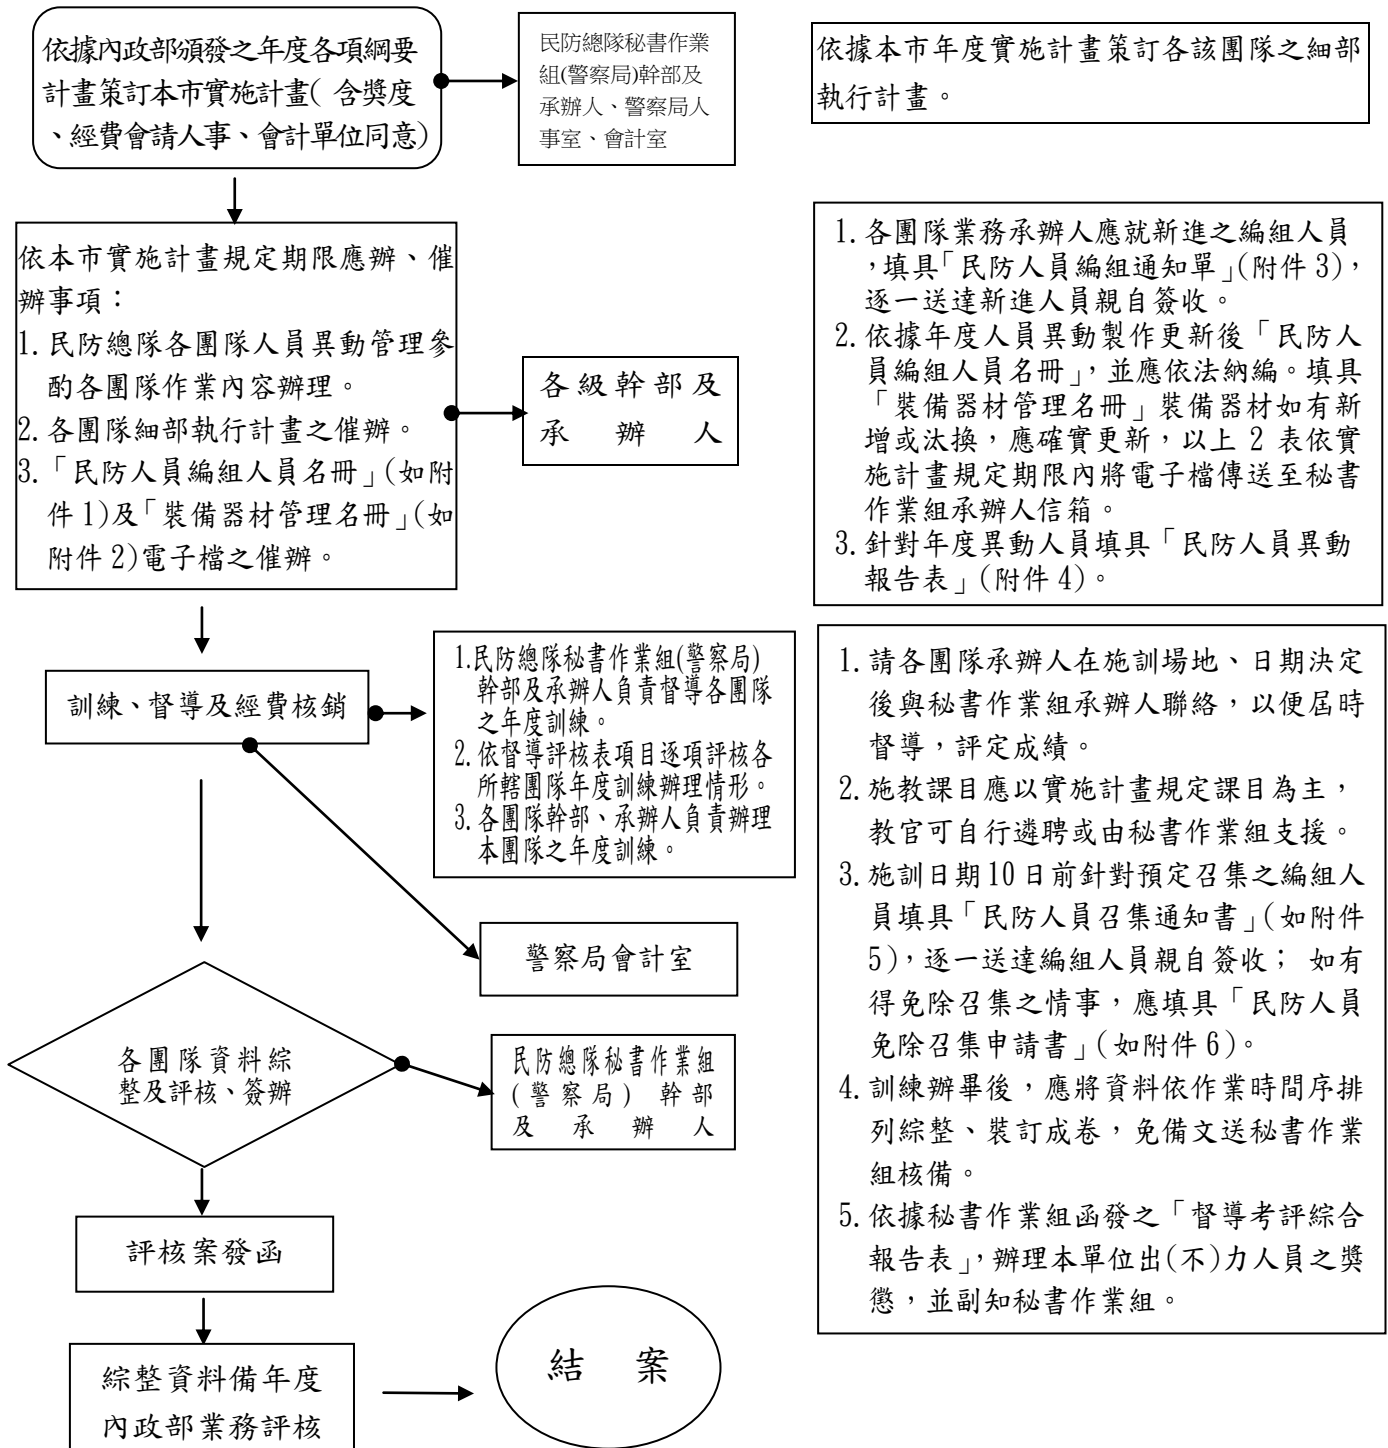 依據內政部頒發之年度各項綱要
計畫策訂本市實施計畫( 含獎度
、經費會請人事、會計單位同意)
民防總隊秘書作業
組(警察局)幹部及
承辦人、警察局人
事室、會計室
依據本市年度實施計畫策訂各該團隊之細部
執行計畫。
依本市實施計畫規定期限應辦、催
辦事項：
1.民防總隊各團隊人員異動管理參
酌各團隊作業內容辦理。
2.各團隊細部執行計畫之催辦。
3.「民防人員編組人員名冊」(如附
件1)及「裝備器材管理名冊」(如
附件2)電子檔之催辦。
各級幹部及
承辦人
1.各團隊業務承辦人應就新進之編組人員
，填具「民防人員編組通知單」(附件3)，
逐一送達新進人員親自簽收。
2.依據年度人員異動製作更新後「民防人
員編組人員名冊」，並應依法納編。填具
「裝備器材管理名冊」裝備器材如有新
增或汰換，應確實更新，以上 2 表依實
施計畫規定期限內將電子檔傳送至秘書
作業組承辦人信箱。
3.針對年度異動人員填具「民防人員異動
報告表」(附件4)。
訓練、督導及經費核銷
1.民防總隊秘書作業組(警察局)
幹部及承辦人負責督導各團隊
之年度訓練。
2.依督導評核表項目逐項評核各
所轄團隊年度訓練辦理情形。
3.各團隊幹部、承辦人負責辦理
本團隊之年度訓練。
警察局會計室
各團隊資料綜
整及評核、簽辦
民防總隊秘書作業組
(警察局) 幹部
及承辦人
評核案發函
綜整資料備年度
內政部業務評核
結 案
1.請各團隊承辦人在施訓場地、日期決定
後與秘書作業組承辦人聯絡，以便屆時
督導，評定成績。
2.施教課目應以實施計畫規定課目為主，
教官可自行遴聘或由秘書作業組支援。
3.施訓日期10日前針對預定召集之編組人
員填具「民防人員召集通知書」(如附件
5)，逐一送達編組人員親自簽收； 如有
得免除召集之情事，應填具「民防人員
免除召集申請書」(如附件6)。
4.訓練辦畢後，應將資料依作業時間序排
列綜整、裝訂成卷，免備文送秘書作業
組核備。
5.依據秘書作業組函發之「督導考評綜合
報告表」，辦理本單位出(不)力人員之獎
懲，並副知秘書作業組。